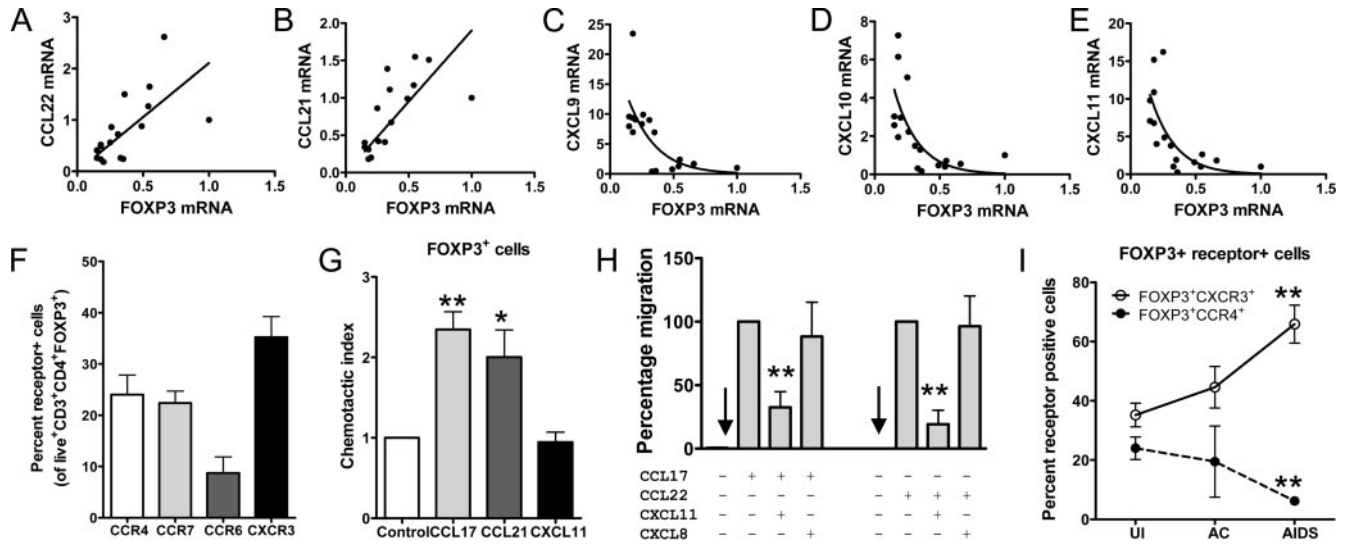 A
CCL22 mRNA
3
2
1
0
0.0
0.5
1.0
1.5
FOXP3 mRNA
B
CCL21 mRNA
2.0
1.5
1.0
0.5
0.0
0.0
0.5
1.0
1.5
FOXP3 mRNA
C
CXCL9 mRNA
25
20
15
10
5
0
0.0
0.5
1.0
1.5
FOXP3 mRNA
D
CXCL10 mRNA
10
8
6
4
2
0
0.0
0.5
1.0
1.5
FOXP3 mRNA
E
CXCL11 mRNA
20
15
10
5
0
0.0
0.5
1.0
1.5
FOXP3 mRNA
F
Percent receptor+ cells
(of live⁺CD3⁺CD4⁺FOXP3⁺)
50
40
30
20
10
0
CCR4 CCR7 CCR6 CXCR3
G
FOXP3⁺ cells
Chemotactic index
3
2
1
0
**
*
Control CCL17 CCL21 CXCL11
H
Percentage migration
150
100
50
0
**
**
CCL17 – + + + – – – –
CCL22 – – – – – + + +
CXCL11 – – + – – – + –
CXCL8 – – – + – – – +
I
FOXP3+ receptor+ cells
Percent receptor positive cells
80
60
40
20
0
FOXP3⁺CXCR3⁺
FOXP3⁺CCR4⁺
**
**
UI AC AIDS